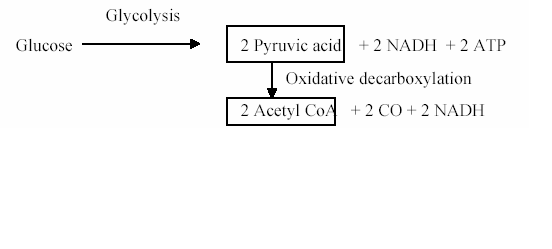 Glycolysis
Glucose 2 Pyruvic acid + 2 NADH + 2 ATP
Oxidative decarboxylation
2 Acetyl CoA + 2 CO + 2 NADH